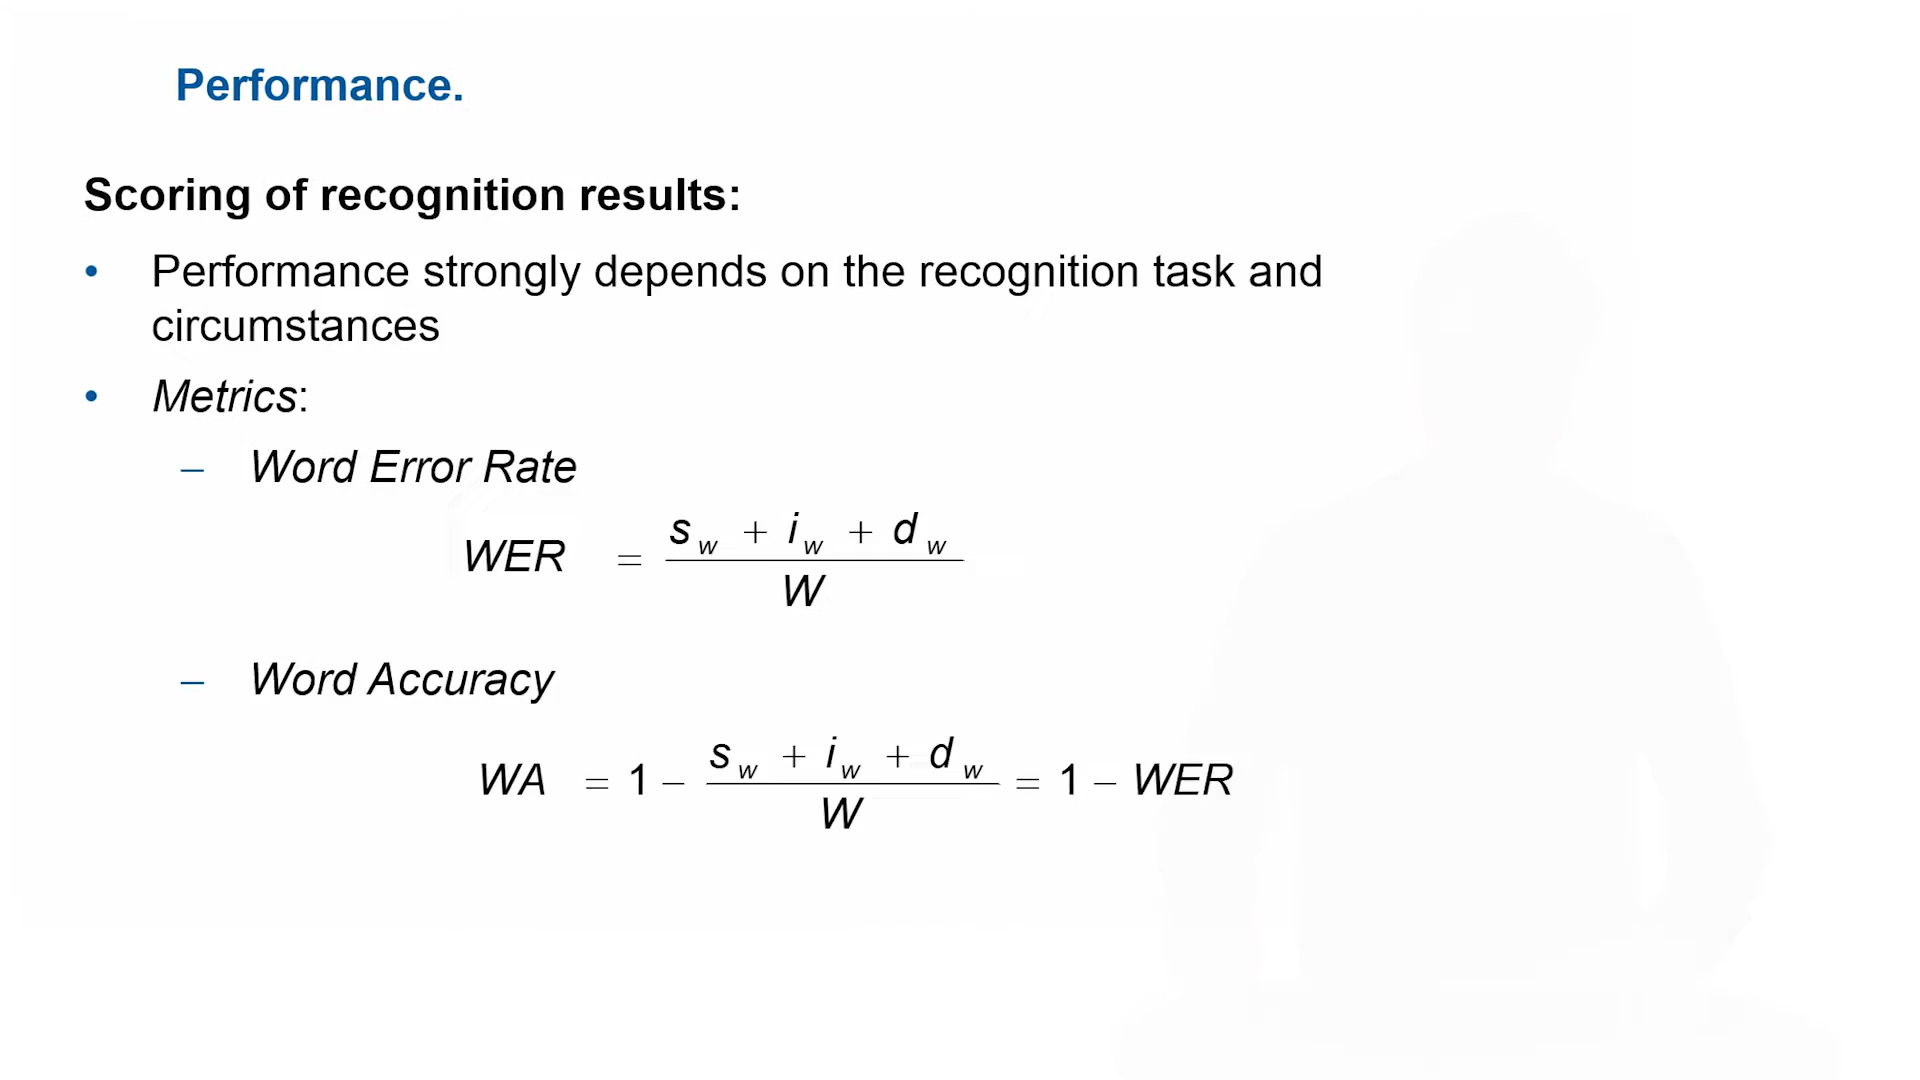 Performance.
Scoring of recognition results:
• Performance strongly depends on the recognition task and
circumstances
• Metrics:
– Word Error Rate
WER = (s_w + i_w + d_w) / W
– Word Accuracy
WA = 1 – (s_w + i_w + d_w) / W = 1 – WER